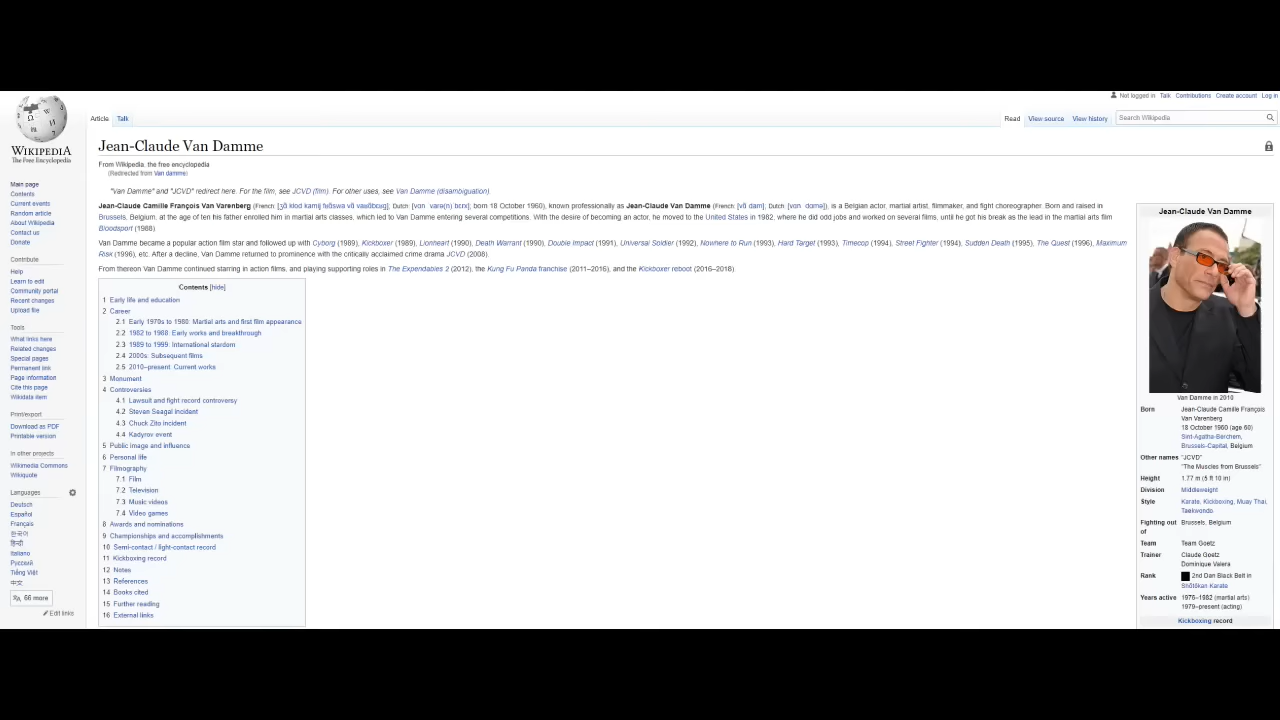 Not logged in Talk Contributions Create account Log in
WIKIPEDIA
The Free Encyclopedia
Article Talk
Read View source View history Search Wikipedia
Jean-Claude Van Damme
From Wikipedia, the free encyclopedia
(Redirected from Van damme)
"Van Damme" and "JCVD" redirect here. For the film, see JCVD (film). For other uses, see Van Damme (disambiguation)
Jean-Claude Camille François Van Varenberg (French: Dutch: born 18 October 1960), known professionally as Jean-Claude Van Damme (French: Dutch: ), is a Belgian actor, martial artist, filmmaker, and fight choreographer. Born and raised in
Brussels, Belgium, at the age of ten his father enrolled him in martial arts classes, which led to Van Damme entering several competitions. With the desire of becoming an actor, he moved to the United States in 1982, where he did odd jobs and worked on several films, until he got his break as the lead in the martial arts film
Bloodsport (1988)
Van Damme became a popular action film star and followed up with Cyborg (1989), Kickboxer (1989), Lionheart (1990), Death Warrant (1990), Double Impact (1991), Universal Soldier (1992), Nowhere to Run (1993), Hard Target (1993), Timecop (1994), Street Fighter (1994), Sudden Death (1995), The Quest (1996), Maximum
Risk (1996), etc. After a decline, Van Damme returned to prominence with the critically acclaimed crime drama JCVD (2008).
From thereon Van Damme continued starring in action films, and playing supporting roles in The Expendables 2 (2012), the Kung Fu Panda franchise (2011–2016), and the Kickboxer reboot (2016–2018)
Contents [hide]
1 Early life and education
2 Career
2.1 Early 1970s to 1980: Martial arts and first film appearance
2.2 1982 to 1988: Early works and breakthrough
2.3 1989 to 1999: International stardom
2.4 2000s: Subsequent films
2.5 2010–present: Current works
3 Monument
4 Controversies
4.1 Lawsuit and fight record controversy
4.2 Steven Seagal incident
4.3 Chuck Zito incident
4.4 Kadyrov event
5 Public image and influence
6 Personal life
7 Filmography
7.1 Film
7.2 Television
7.3 Music videos
7.4 Video games
8 Awards and nominations
9 Championships and accomplishments
10 Semi-contact / light-contact record
11 Kickboxing record
12 Notes
13 References
14 Books cited
15 Further reading
16 External links
Main page
Contents
Current events
Random article
About Wikipedia
Contact us
Donate
Contribute
Help
Learn to edit
Community portal
Recent changes
Upload file
Tools
What links here
Related changes
Special pages
Permanent link
Page information
Cite this page
Wikidata item
Print/export
Download as PDF
Printable version
In other projects
Wikimedia Commons
Wikiquote
Languages
Deutsch
Español
Français
한국어
हिन्दी
Italiano
Русский
Tiếng Việt
中文
66 more
Edit links
Jean-Claude Van Damme
Van Damme in 2010
Born Jean-Claude Camille François
Van Varenberg
18 October 1960 (age 60)
Sint-Agatha-Berchem,
Brussels-Capital, Belgium
Other names "JCVD"
"The Muscles from Brussels"
Height 1.77 m (5 ft 10 in)
Division Middleweight
Style Karate, Kickboxing, Muay Thai,
Taekwondo
Fighting out Brussels, Belgium
of
Team Team Goetz
Trainer Claude Goetz
Dominique Valera
Rank 2nd Dan Black Belt in
Shōtōkan Karate
Years active 1976–1982 (martial arts)
1979–present (acting)
Kickboxing record